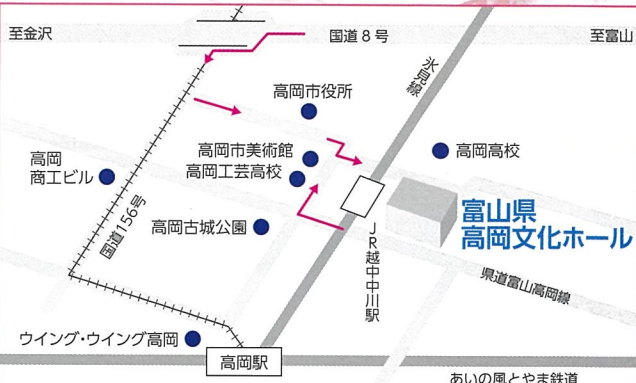 至金沢
国道8号
至富山
氷見線
高岡市役所
高岡市美術館
高岡工芸高校
高岡高校
高岡
商工ビル
国道156号
高岡古城公園
JR越中中川駅
富山県
高岡文化ホール
県道富山高岡線
ウイング・ウイング高岡
高岡駅
あいの風とやま鉄道